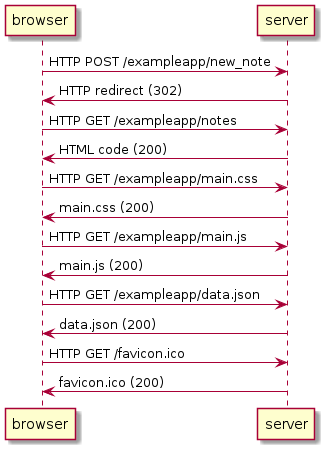 browser server
HTTP POST /exampleapp/new_note
HTTP redirect (302)
HTTP GET /exampleapp/notes
HTML code (200)
HTTP GET /exampleapp/main.css
main.css (200)
HTTP GET /exampleapp/main.js
main.js (200)
HTTP GET /exampleapp/data.json
data.json (200)
HTTP GET /favicon.ico
favicon.ico (200)
browser server